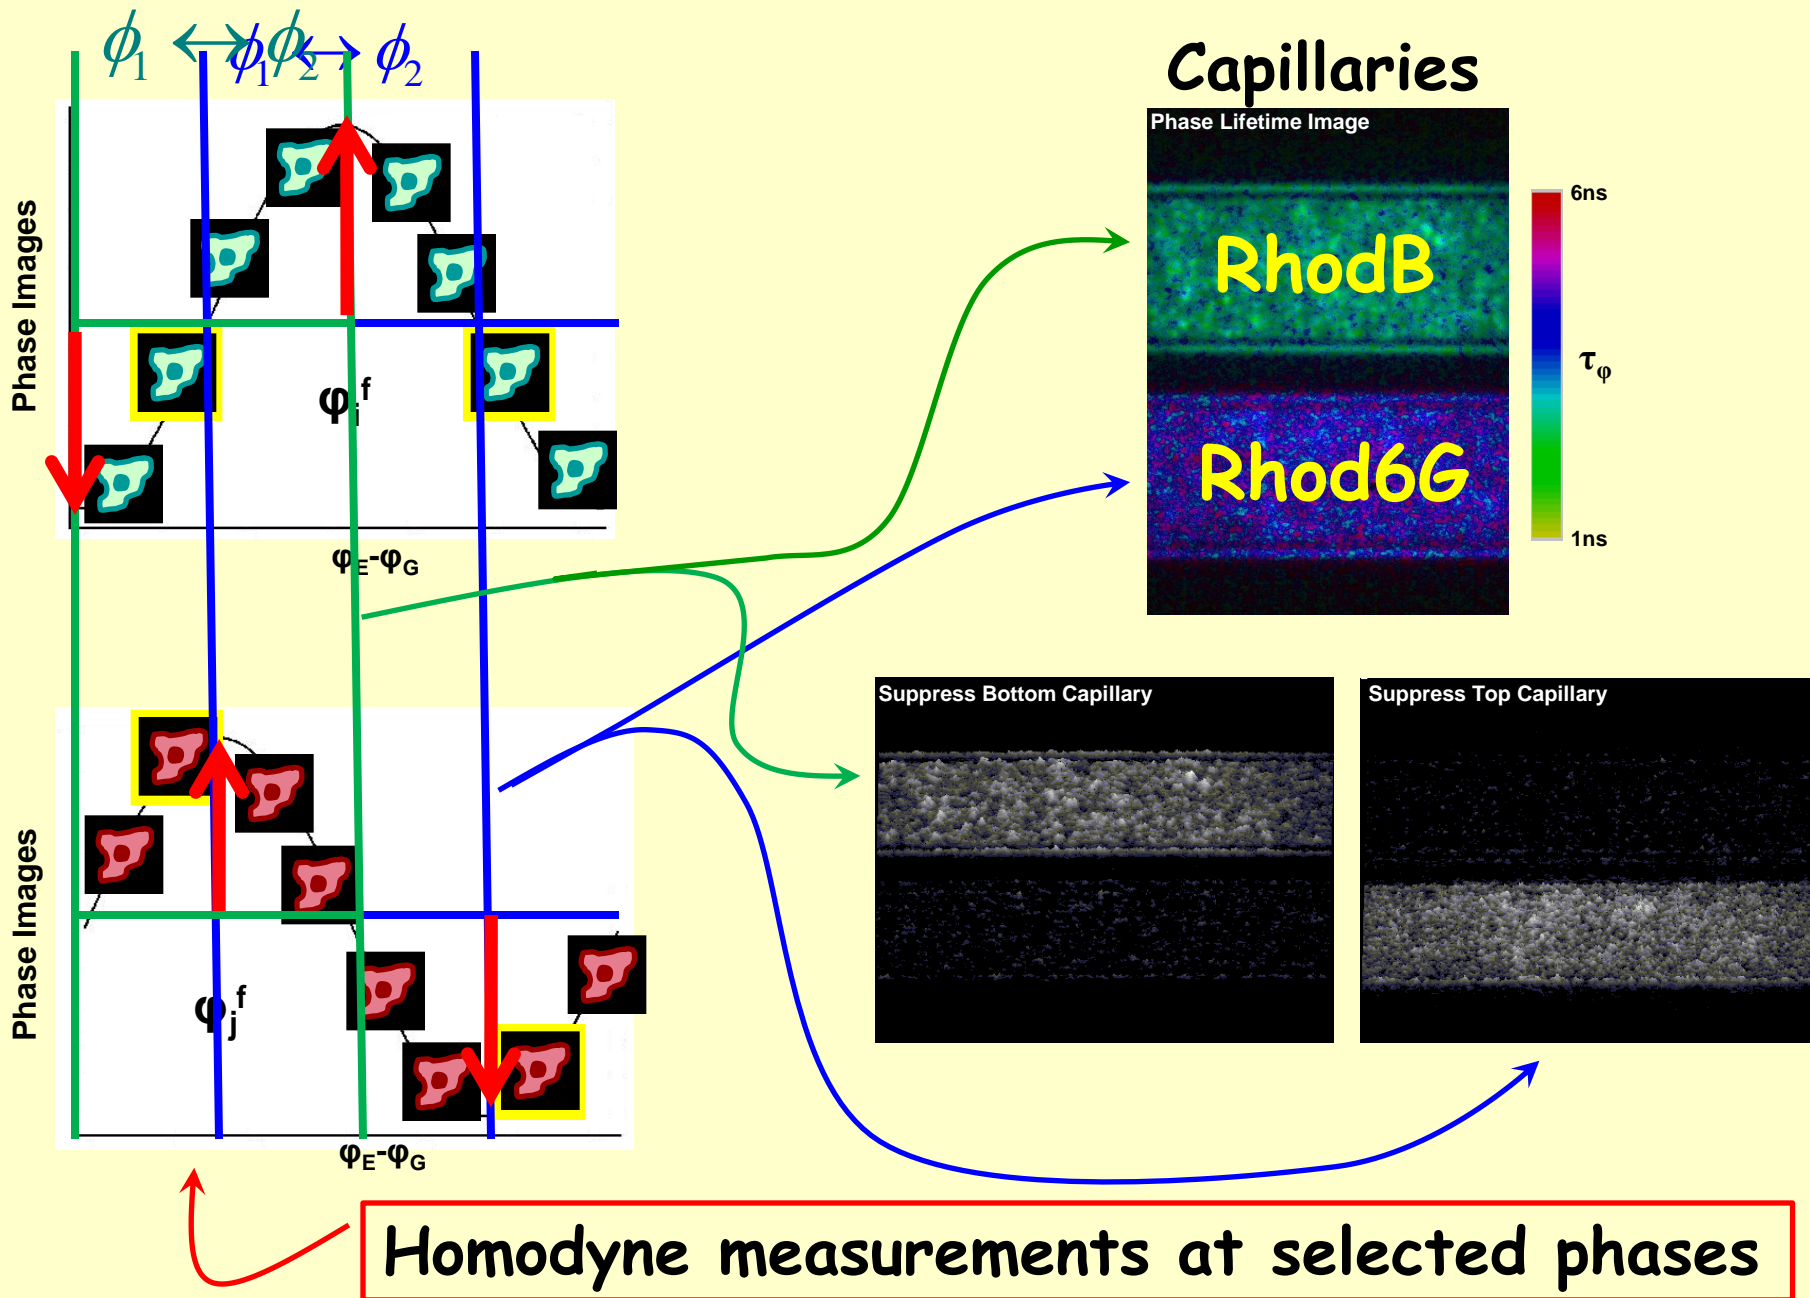 ϕ1 ↔ ϕ2
ϕ1 ↔ ϕ2
Capillaries
Phase Lifetime Image
RhodB
Rhod6G
6ns
τφ
1ns
Phase Images
φif
φE-φG
Suppress Bottom Capillary
Suppress Top Capillary
Phase Images
φjf
φE-φG
Homodyne measurements at selected phases